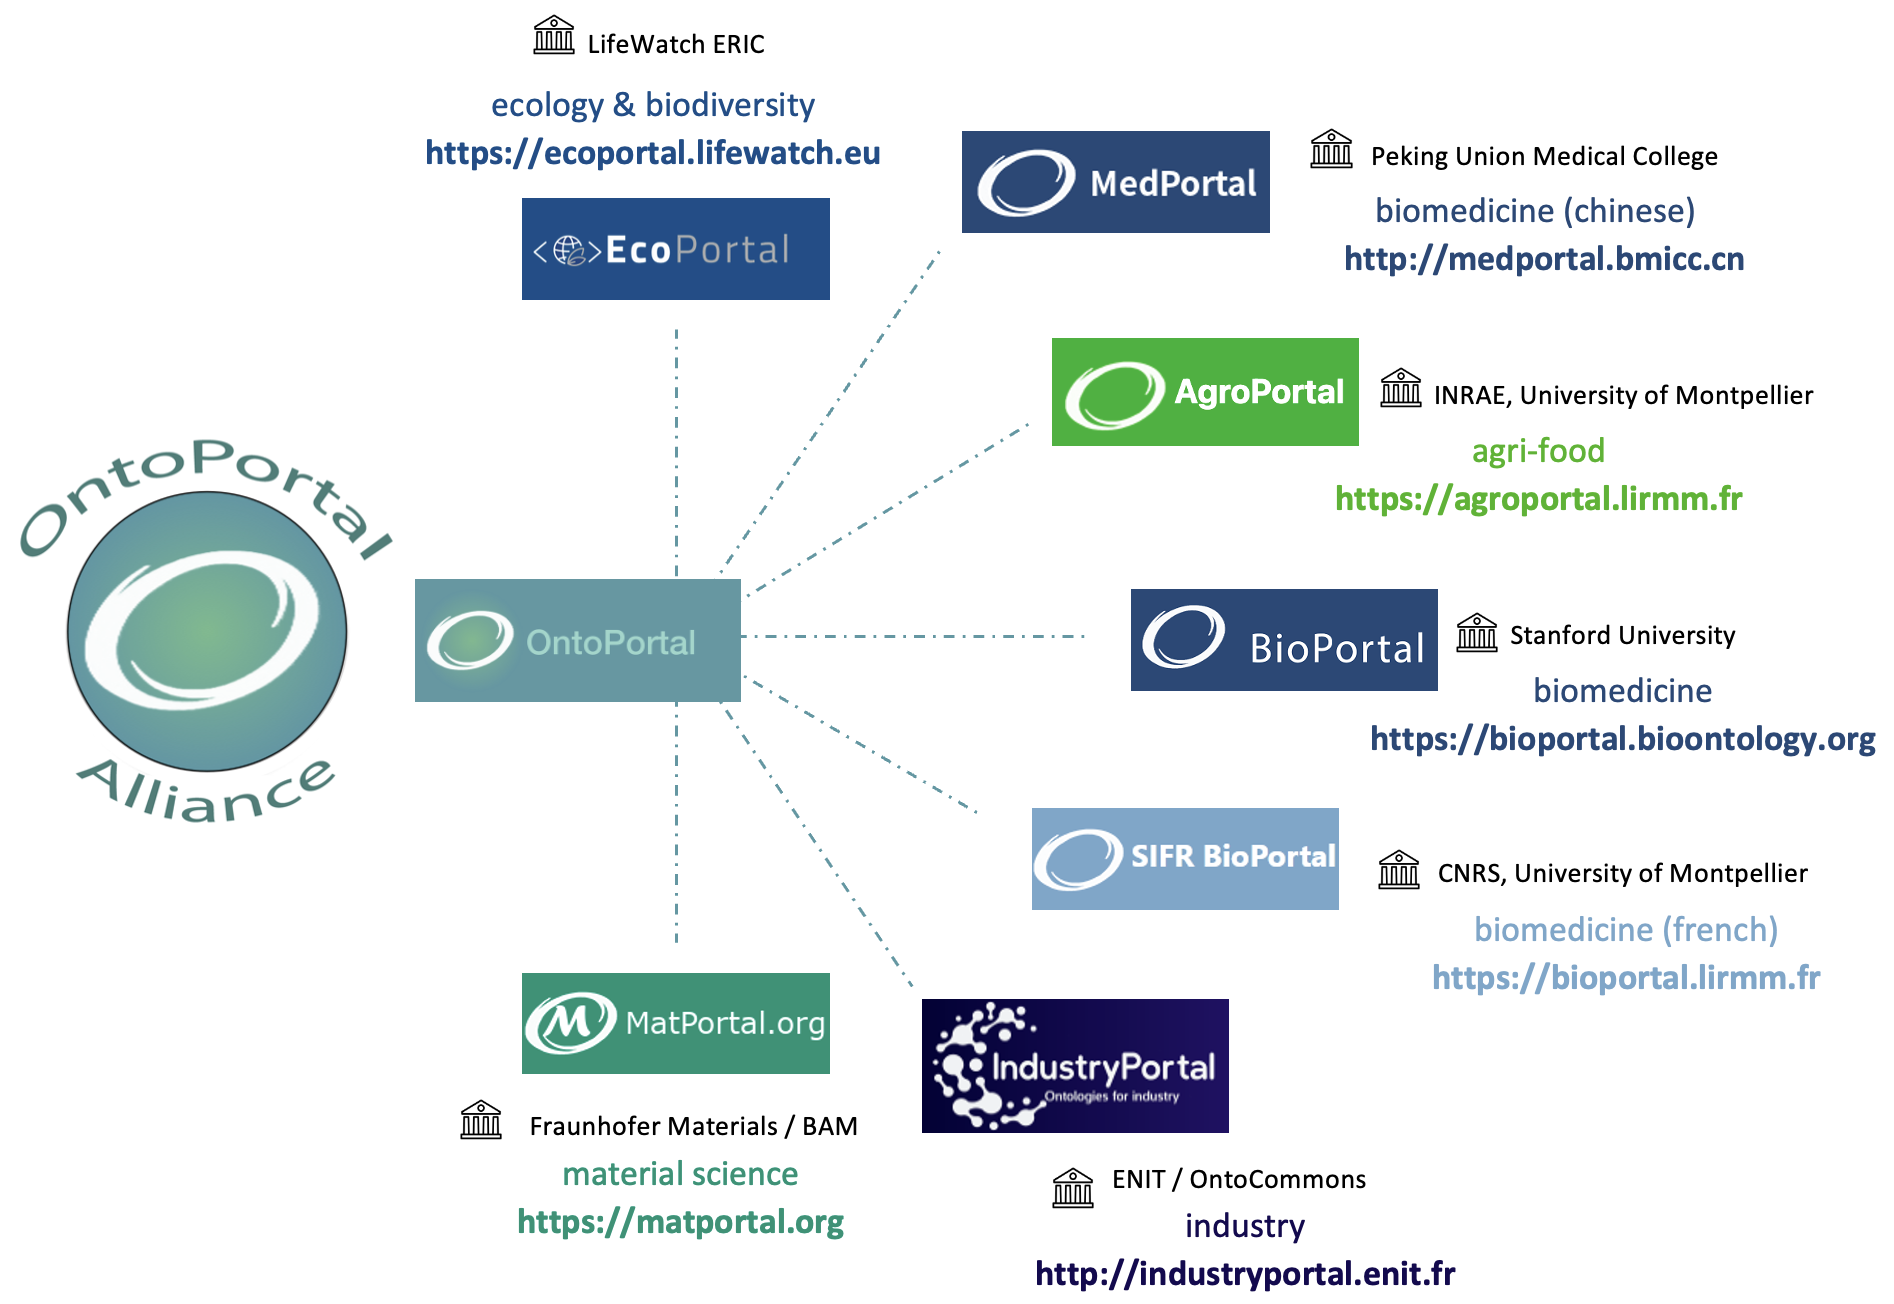 LifeWatch ERIC
ecology & biodiversity
https://ecoportal.lifewatch.eu
<>EcoPortal
MedPortal
Peking Union Medical College
biomedicine (chinese)
http://medportal.bmicc.cn
AgroPortal
INRAE, University of Montpellier
agri-food
https://agroportal.lirmm.fr
OntoPortal
Alliance
OntoPortal
BioPortal
Stanford University
biomedicine
https://bioportal.bioontology.org
SIFR BioPortal
CNRS, University of Montpellier
biomedicine (french)
https://bioportal.lirmm.fr
M MatPortal.org
Fraunhofer Materials / BAM
material science
https://matportal.org
IndustryPortal
Ontologies for industry
ENIT / OntoCommons
industry
http://industryportal.enit.fr